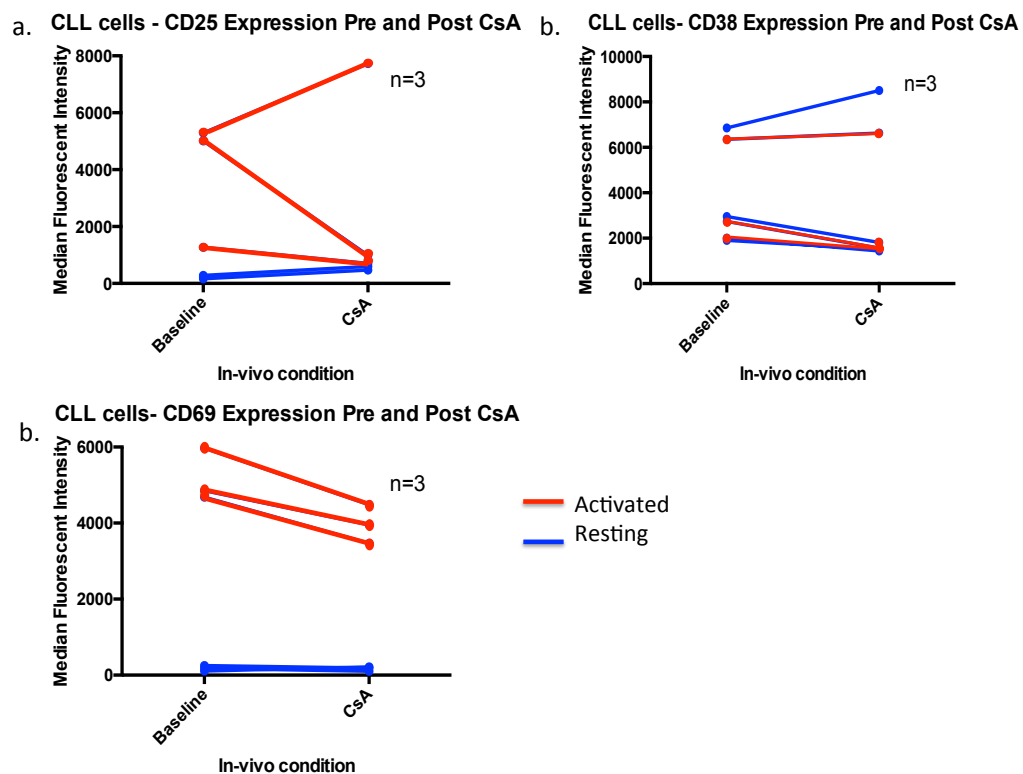 a. CLL cells - CD25 Expression Pre and Post CsA
Median Fluorescent Intensity
8000
6000
4000
2000
0
n=3
Baseline
CsA
In-vivo condition
b. CLL cells- CD38 Expression Pre and Post CsA
Median Fluorescent Intensity
10000
8000
6000
4000
2000
0
n=3
Baseline
CsA
In-vivo condition
b. CLL cells- CD69 Expression Pre and Post CsA
Median Fluorescent Intensity
6000
4000
2000
0
n=3
Baseline
CsA
In-vivo condition
Activated
Resting